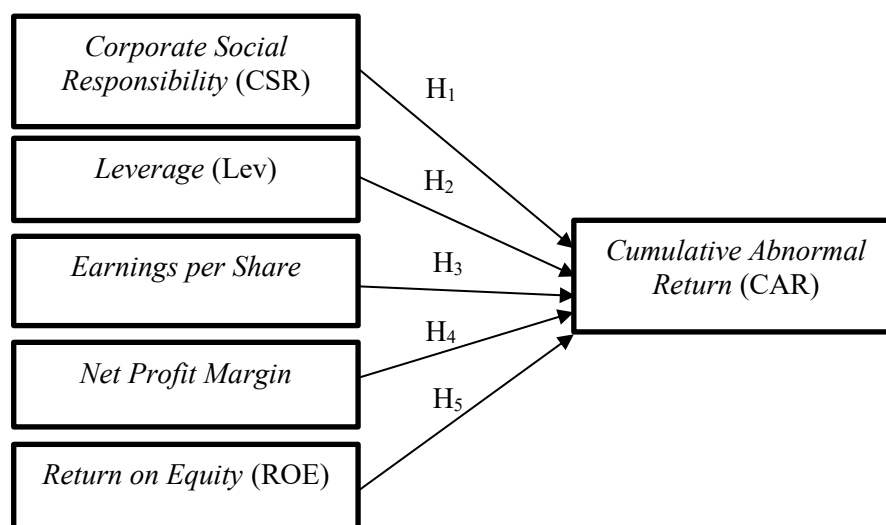 Corporate Social
Responsibility (CSR)
H₁
Leverage (Lev)
H₂
Earnings per Share
H₃
Cumulative Abnormal
Return (CAR)
Net Profit Margin
H₄
Return on Equity (ROE)
H₅